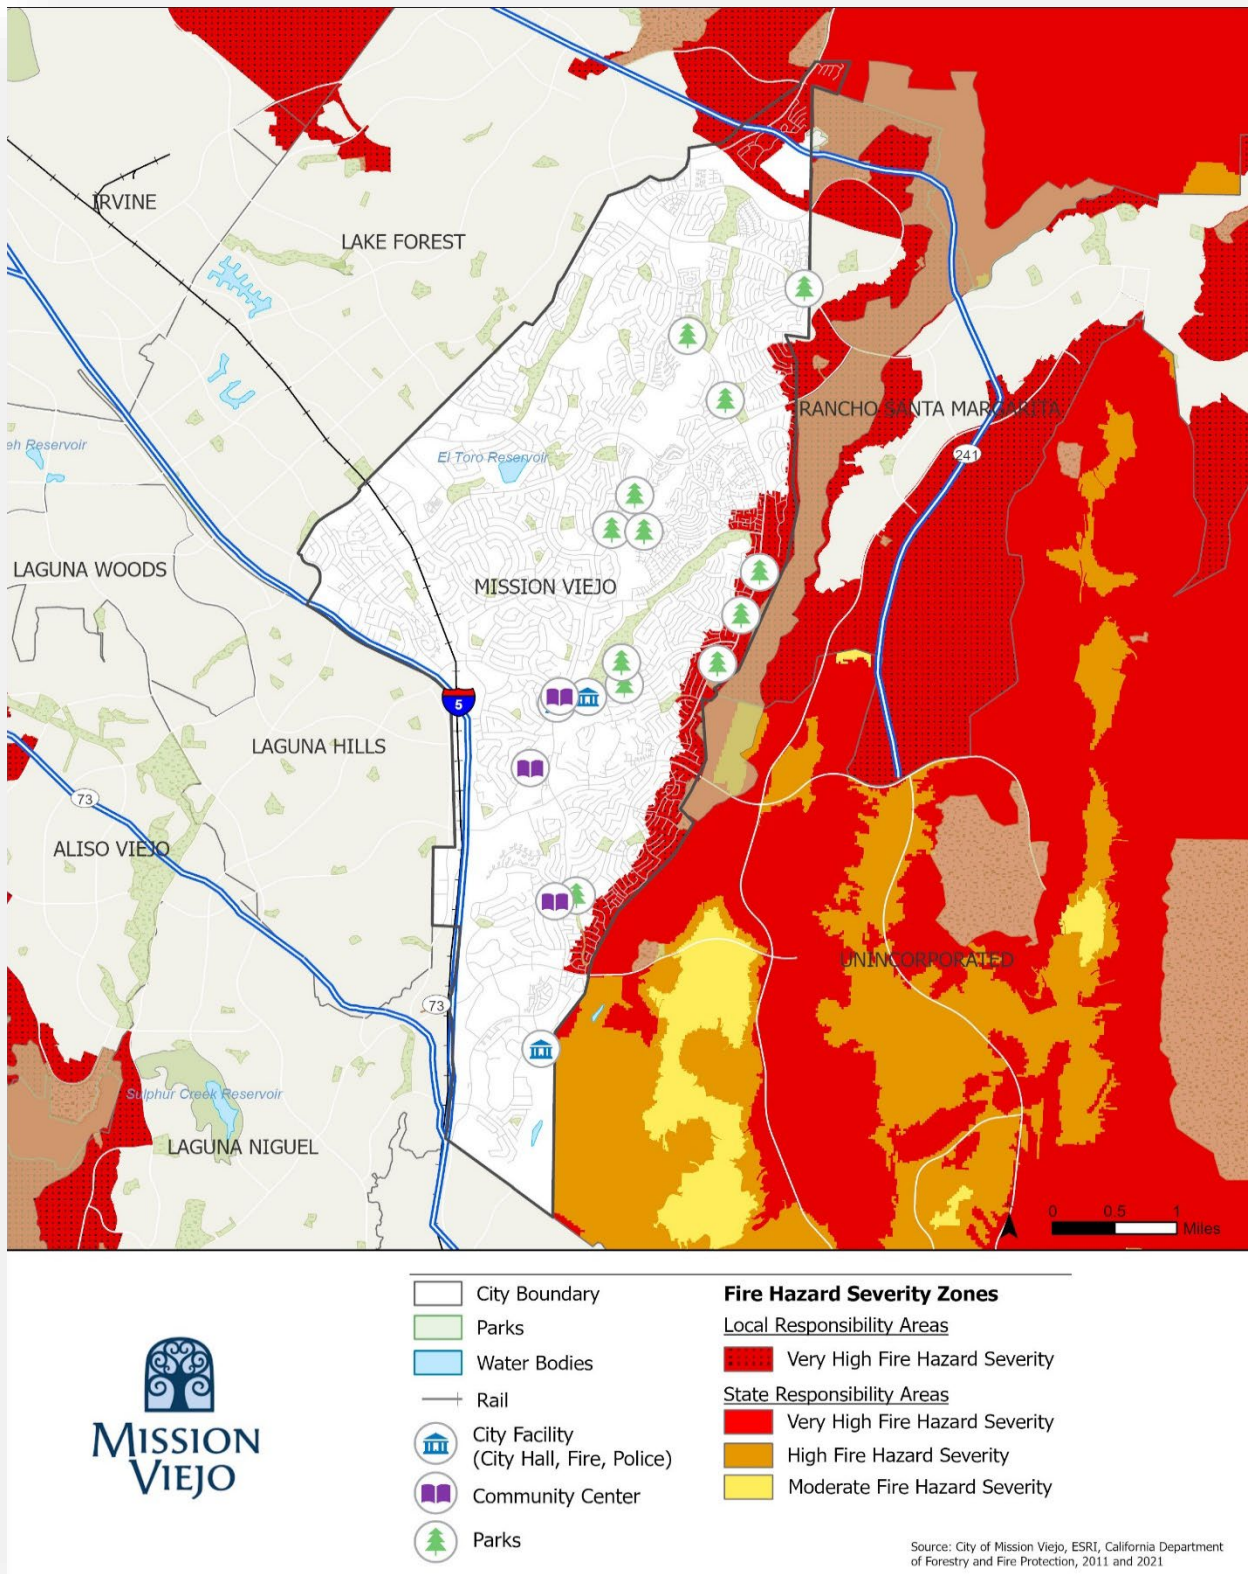 IRVINE
LAKE FOREST
eh Reservoir
El Toro Reservoir
RANCHO SANTA MARGARITA
241
LAGUNA WOODS
MISSION VIEJO
5
LAGUNA HILLS
73
ALISO VIEJO
UNINCORPORATED
73
Sulphur Creek Reservoir
LAGUNA NIGUEL
0 0.5 1
Miles
MISSION
VIEJO
City Boundary
Parks
Water Bodies
Rail
City Facility
(City Hall, Fire, Police)
Community Center
Parks
Fire Hazard Severity Zones
Local Responsibility Areas
Very High Fire Hazard Severity
State Responsibility Areas
Very High Fire Hazard Severity
High Fire Hazard Severity
Moderate Fire Hazard Severity
Source: City of Mission Viejo, ESRI, California Department
of Forestry and Fire Protection, 2011 and 2021